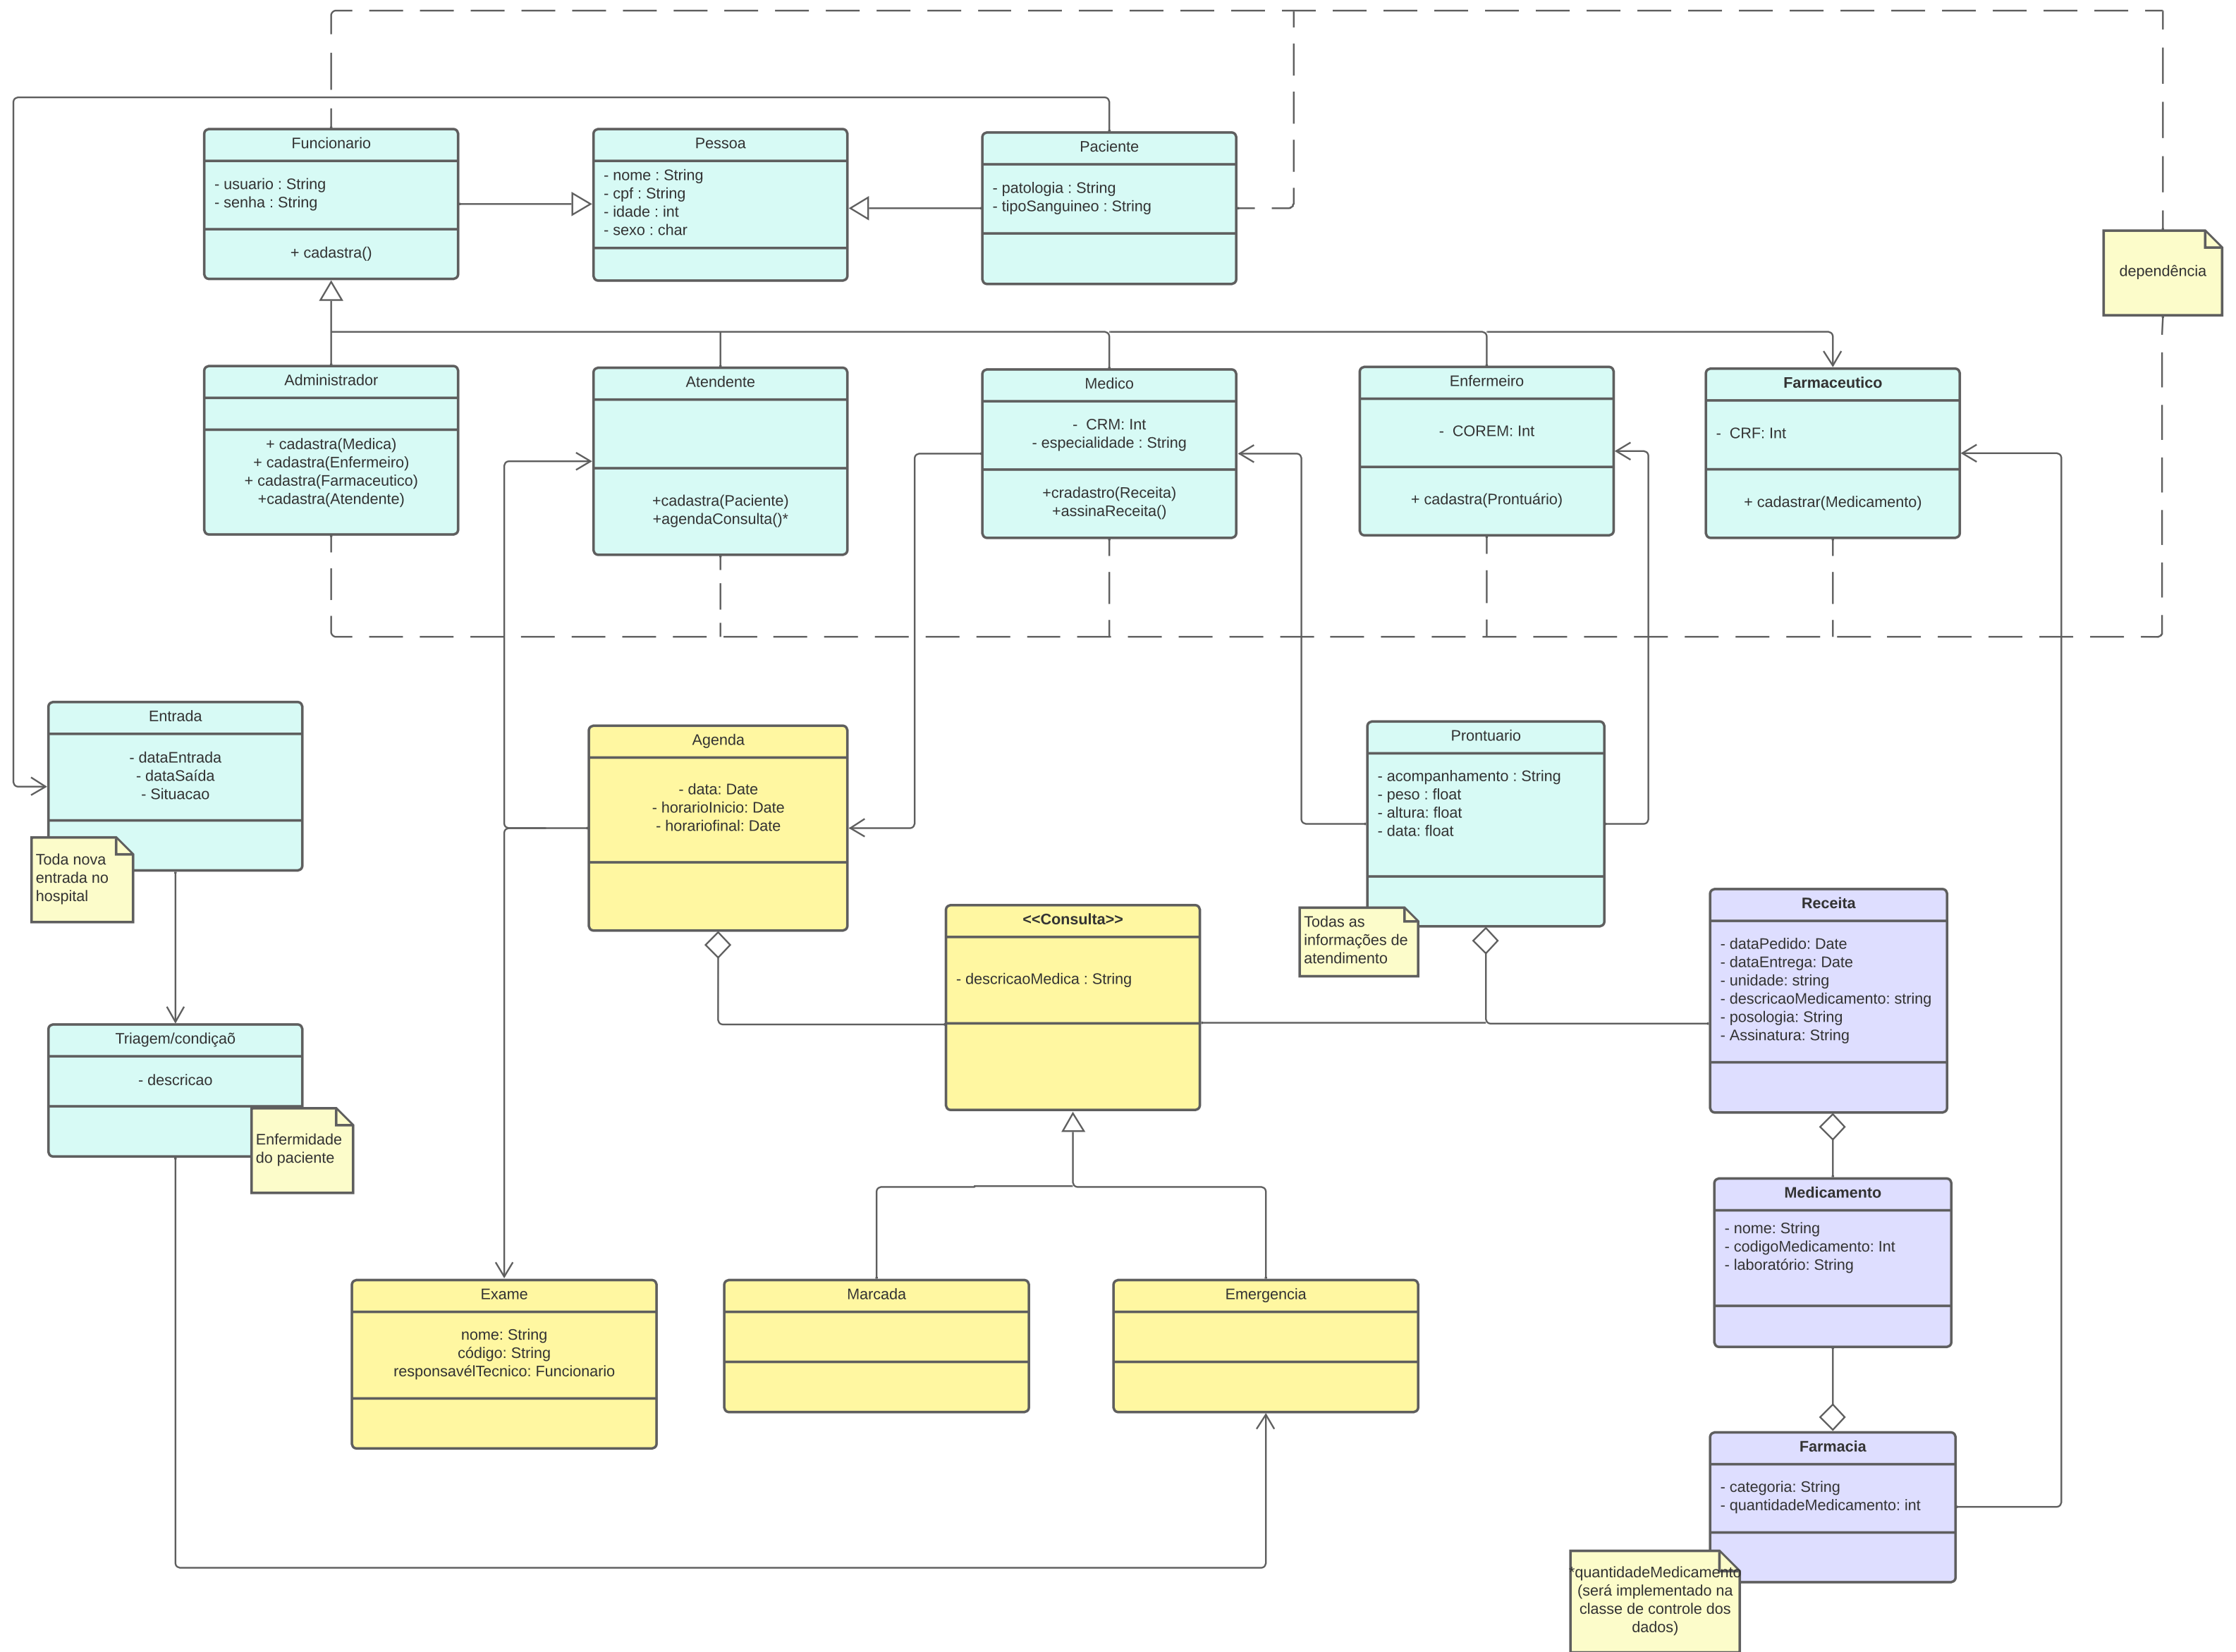 Funcionario
- usuario : String
- senha : String
+ cadastra()
Pessoa
- nome : String
- cpf : String
- idade : int
- sexo : char
Paciente
- patologia : String
- tipoSanguineo : String
dependência
Administrador
+ cadastra(Medica)
+ cadastra(Enfermeiro)
+ cadastra(Farmaceutico)
+cadastra(Atendente)
Atendente
+cadastra(Paciente)
+agendaConsulta()*
Medico
- CRM: Int
- especialidade : String
+cradastro(Receita)
+assinaReceita()
Enfermeiro
- COREM: Int
+ cadastra(Prontuário)
Farmaceutico
- CRF: Int
+ cadastrar(Medicamento)
Entrada
- dataEntrada
- dataSaída
- Situacao
Toda nova
entrada no
hospital
Agenda
- data: Date
- horarioInicio: Date
- horariofinal: Date
Prontuario
- acompanhamento : String
- peso : float
- altura: float
- data: float
Todas as
informações de
atendimento
<<Consulta>>
- descricaoMedica : String
Receita
- dataPedido: Date
- dataEntrega: Date
- unidade: string
- descricaoMedicamento: string
- posologia: String
- Assinatura: String
Triagem/condiçaõ
- descricao
Enfermidade
do paciente
Medicamento
- nome: String
- codigoMedicamento: Int
- laboratório: String
Exame
nome: String
código: String
responsavélTecnico: Funcionario
Marcada
Emergencia
Farmacia
- categoria: String
- quantidadeMedicamento: int
*quantidadeMedicamento
(será implementado na
classe de controle dos
dados)